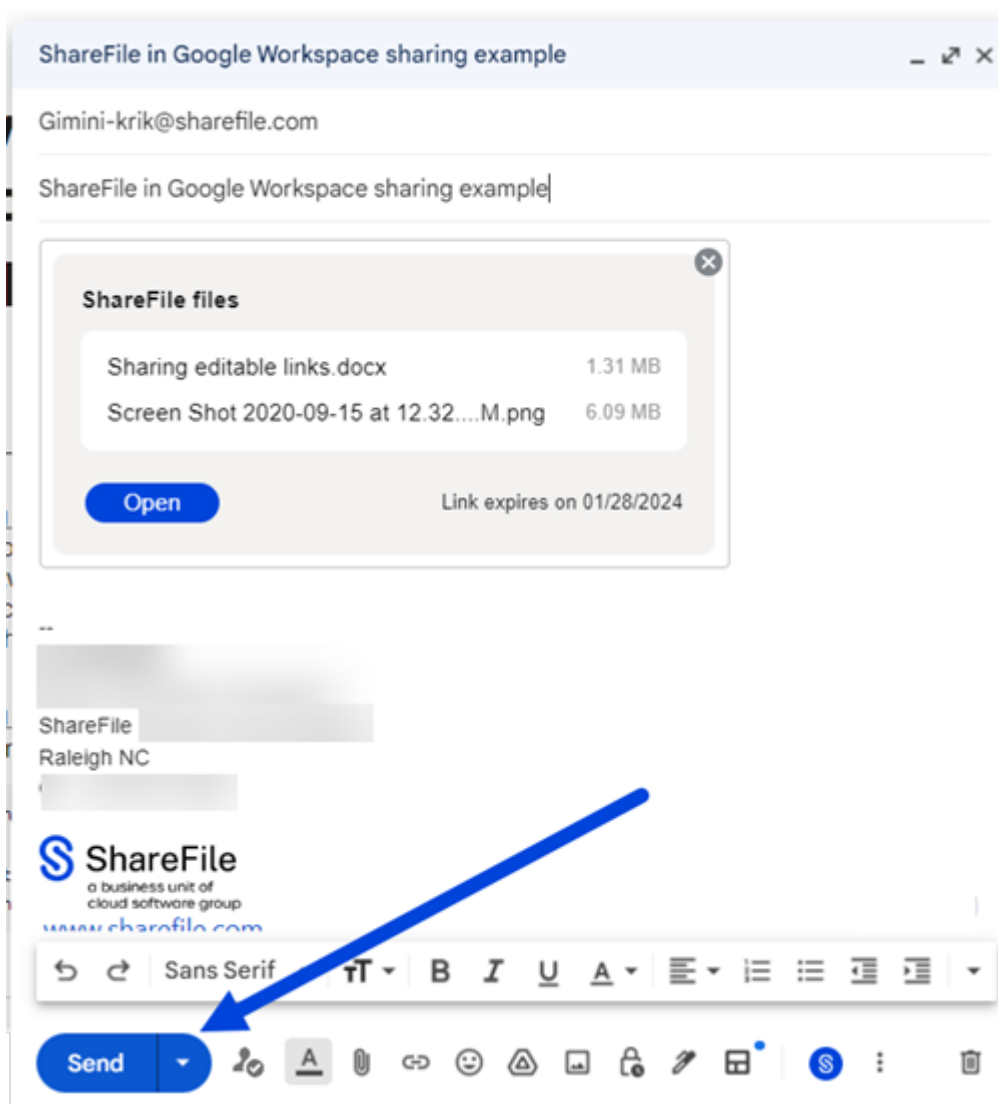 ShareFile in Google Workspace sharing example
Gimini-krik@sharefile.com
ShareFile in Google Workspace sharing example
ShareFile files
Sharing editable links.docx 1.31 MB
Screen Shot 2020-09-15 at 12.32....M.png 6.09 MB
Open Link expires on 01/28/2024
--
ShareFile
Raleigh NC
ShareFile
a business unit of
cloud software group
www.sharefile.com
Sans Serif
Send